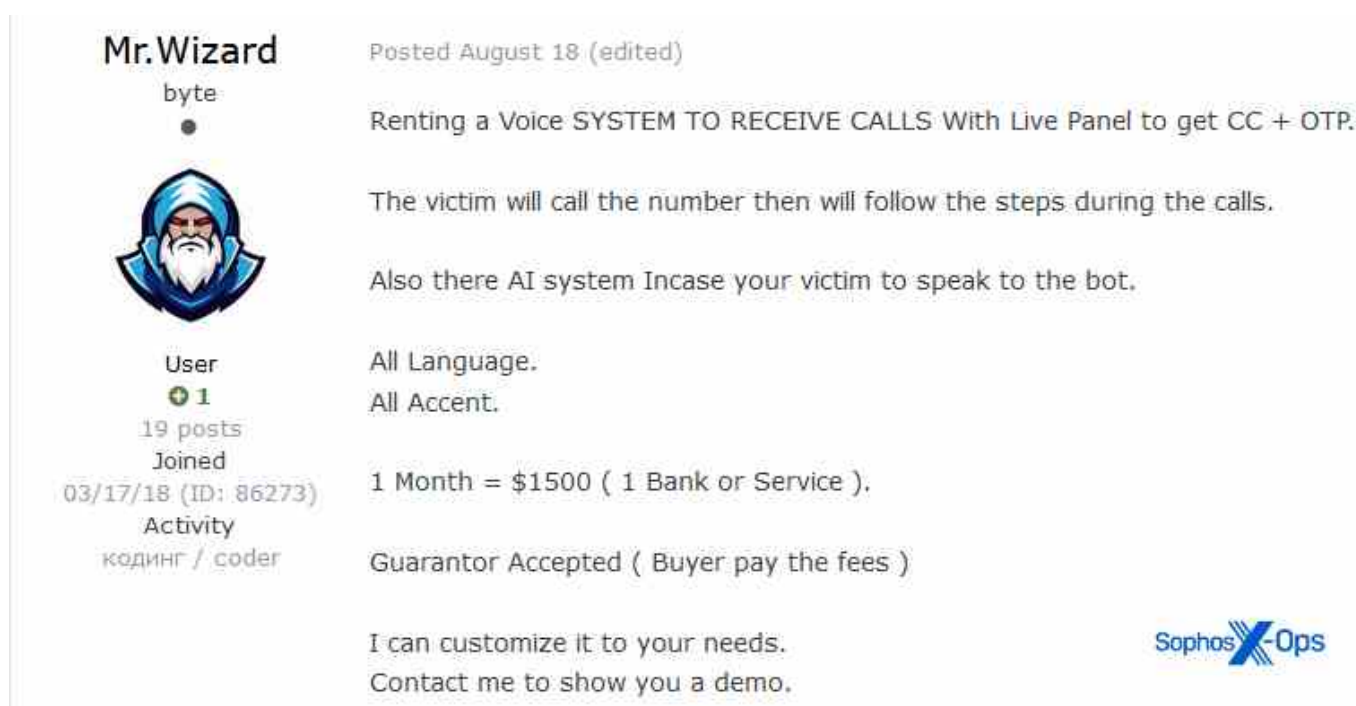 Mr.Wizard
byte
User
1
19 posts
Joined
03/17/18 (ID: 86273)
Activity
кодинг / coder
Posted August 18 (edited)
Renting a Voice SYSTEM TO RECEIVE CALLS With Live Panel to get CC + OTP.
The victim will call the number then will follow the steps during the calls.
Also there AI system Incase your victim to speak to the bot.
All Language.
All Accent.
1 Month = $1500 ( 1 Bank or Service ).
Guarantor Accepted ( Buyer pay the fees )
I can customize it to your needs.
Contact me to show you a demo.
Sophos X-Ops